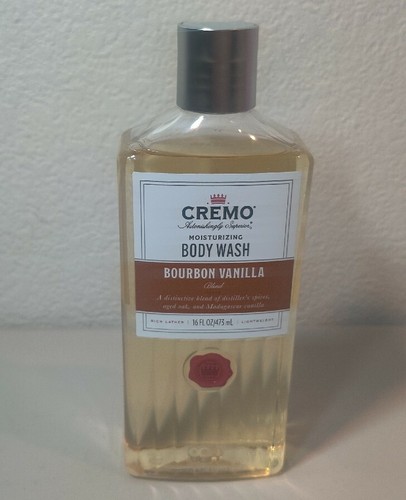 CREMO
Astonishingly Superior
MOISTURIZING
BODY WASH
BOURBON VANILLA
Blend
A distinctive blend of distiller's spices,
aged oak, and Madagascar vanilla.
RICH LATHER | 16 FL OZ/473 mL | LIGHTWEIGHT